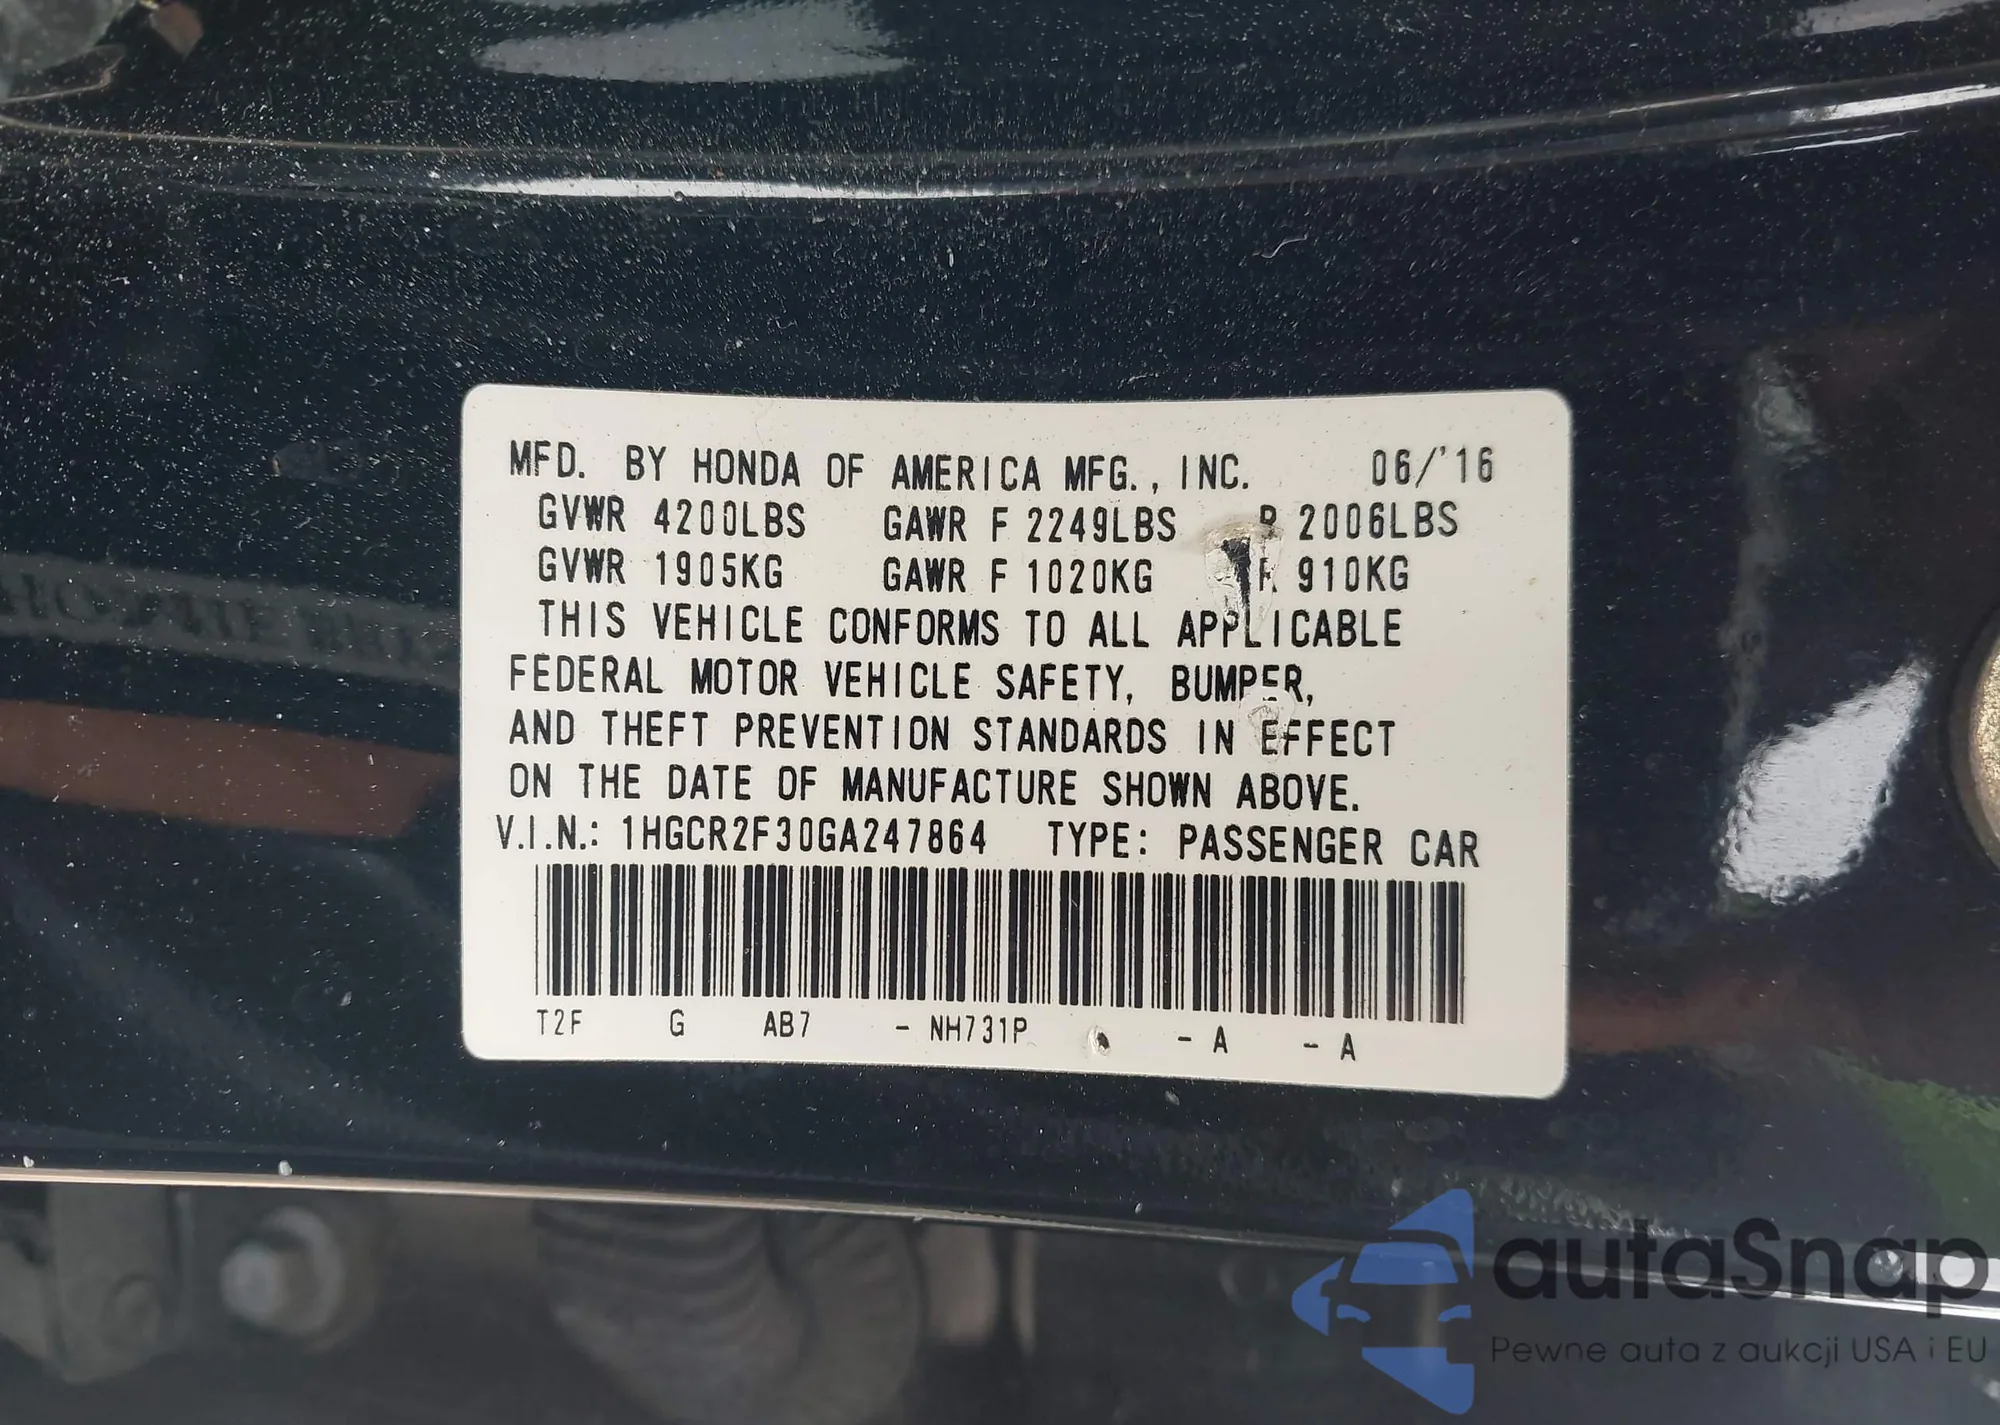 MFD. BY HONDA OF AMERICA MFG., INC. 06/'16
GVWR 4200LBS GAWR F 2249LBS R 2006LBS
GVWR 1905KG GAWR F 1020KG R 910KG
THIS VEHICLE CONFORMS TO ALL APPLICABLE
FEDERAL MOTOR VEHICLE SAFETY, BUMPER,
AND THEFT PREVENTION STANDARDS IN EFFECT
ON THE DATE OF MANUFACTURE SHOWN ABOVE.
V.I.N.: 1HGCR2F30GA247864 TYPE: PASSENGER CAR
T2F G AB7 - NH731P - A - A
autaSnap
Pewne auta z aukcji USA i EU